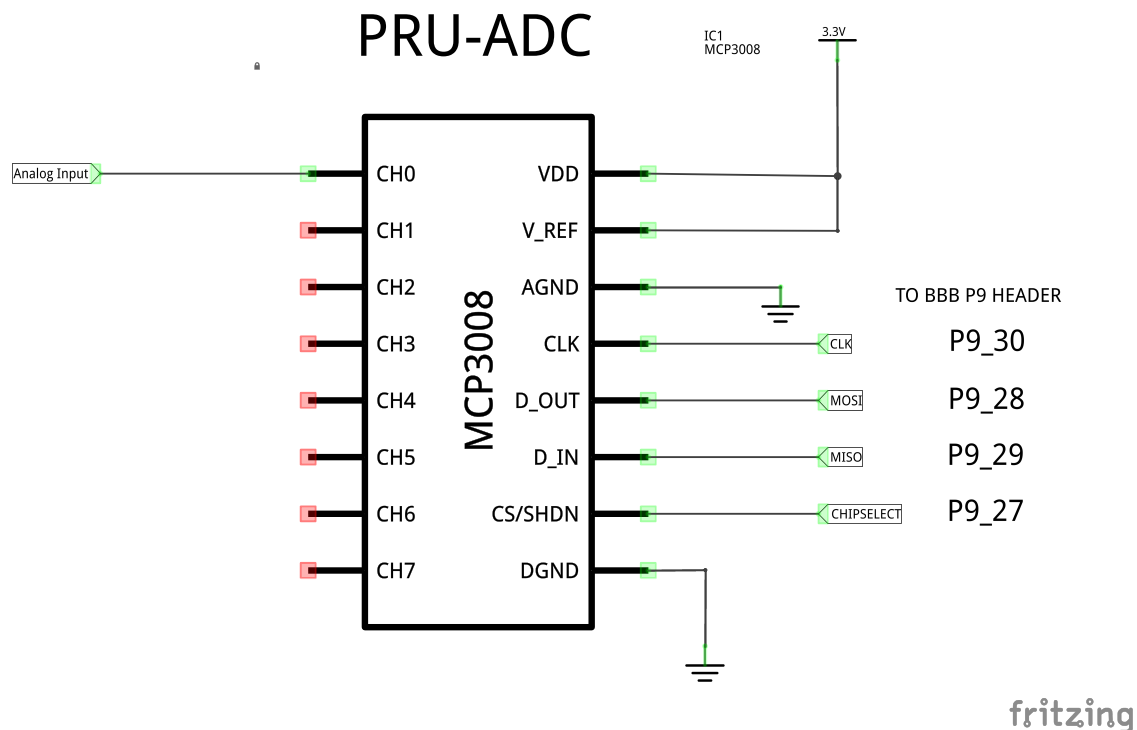 PRU-ADC
IC1
MCP3008
3.3V
Analog Input
CH0
VDD
CH1
V_REF
CH2
AGND
TO BBB P9 HEADER
CH3
CLK
CLK
P9_30
CH4
D_OUT
MOSI
P9_28
MCP3008
CH5
D_IN
MISO
P9_29
CH6
CS/SHDN
CHIPSELECT
P9_27
CH7
DGND
fritzing